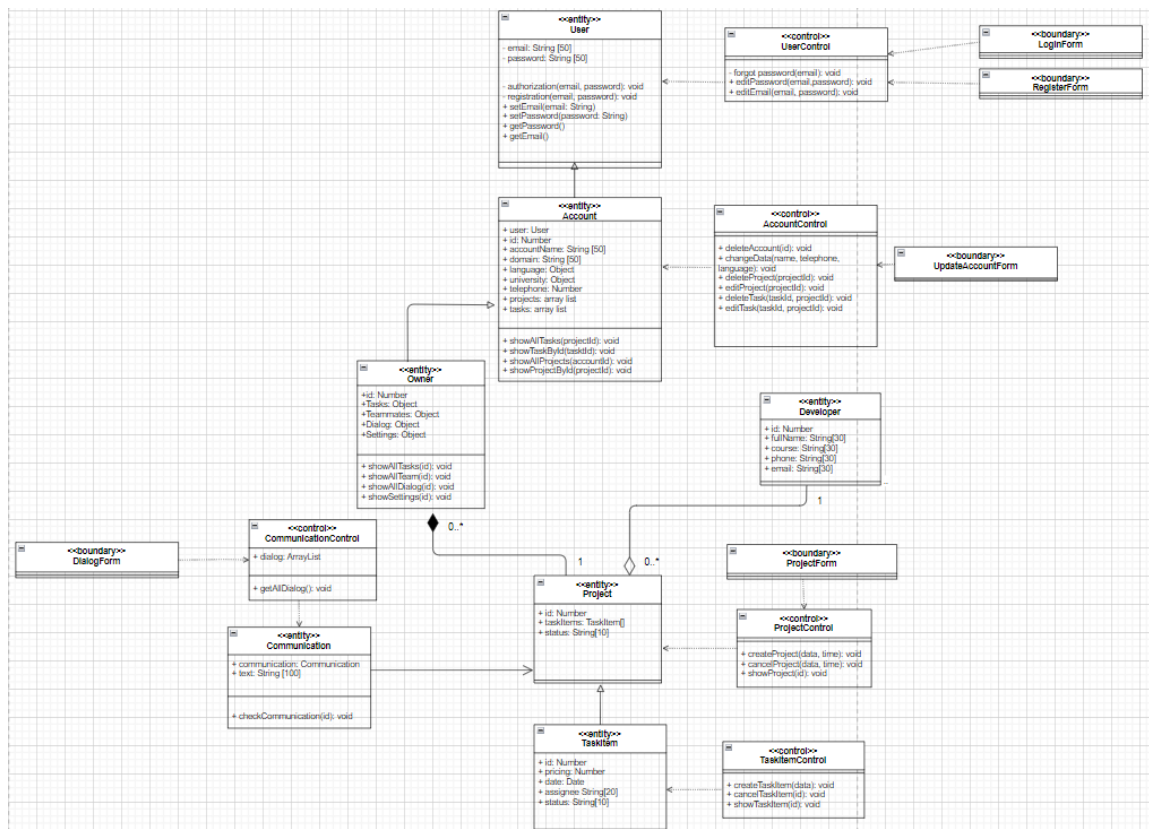 <<entity>>
User
- email: String [50]
- password: String [50]
- authorization(email, password): void
- registration(email, password): void
+ setEmail(email: String)
+ setPassword(password: String)
+ getPassword()
+ getEmail()
<<control>>
UserControl
- forgot password(email): void
+ editPassword(email,password): void
+ editEmail(email, password): void
<<boundary>>
LoginForm
<<boundary>>
RegisterForm
<<entity>>
Account
+ user: User
+ id: Number
+ accountName: String [50]
+ domain: String [50]
+ language: Object
+ university: Object
+ telephone: Number
+ projects: array list
+ tasks: array list
+ showAllTasks(projectId): void
+ showTaskById(tasktId): void
+ showAllProjects(accountId): void
+ showProjectById(projectId): void
<<control>>
AccountControl
+ deleteAccount(id): void
+ changeData(name, telephone,
language): void
+ deleteProject(projectId): void
+ editProject(projectId): void
+ deleteTask(taskId, projectId): void
+ editTask(taskId, projectId): void
<<boundary>>
UpdateAccountForm
<<entity>>
Owner
+id: Number
+Tasks: Object
+Teammates: Object
+Dialog: Object
+Settings: Object
+ showAllTasks(id): void
+ showAllTeam(id): void
+ showAllDialog(id): void
+ showSettings(id): void
<<entity>>
Developer
+ id: Number
+ fullName: String[30]
+ course: String[30]
+ phone: String[30]
+ email: String[30]
1
0..*
<<control>>
CommunicationControl
+ dialog: ArrayList
+ getAllDialog(): void
<<boundary>>
DialogForm
1
0..*
<<boundary>>
ProjectForm
<<entity>>
Project
+ id: Number
+ taskItems: TaskItem[]
+ status: String[10]
<<control>>
ProjectControl
+ createProject(data, time): void
+ cancelProject(data, time): void
+ showProject(id): void
<<entity>>
Communication
+ communication: Communication
+ text: String [100]
+ checkCommunication(id): void
<<entity>>
TaskItem
+ id: Number
+ pricing: Number
+ date: Date
+ assignee String[20]
+ status: String[10]
<<control>>
TaskItemControl
+ createTaskItem(data): void
+ cancelTaskItem(id): void
+ showTaskItem(id): void